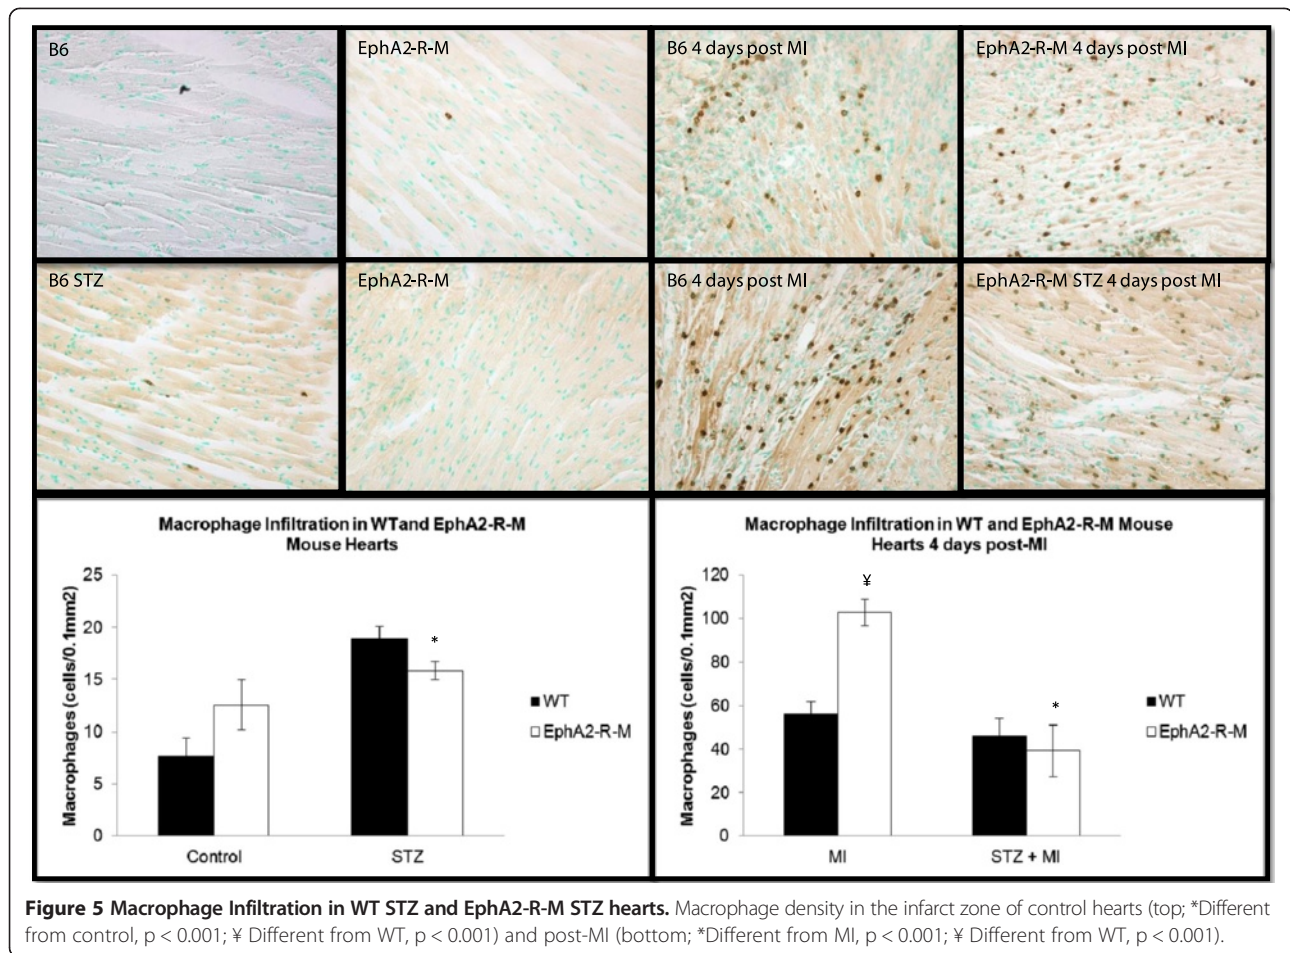 B6
EphA2-R-M
B6 4 days post MI
EphA2-R-M 4 days post MI
B6 STZ
EphA2-R-M
B6 4 days post MI
EphA2-R-M STZ 4 days post MI
Macrophage Infiltration in WTand EphA2-R-M
Mouse Hearts
Macrophages (cells/0.1mm2)
25
20
15
10
5
0
*
Control
STZ
WT
EphA2-R-M
Macrophage Infiltration in WT and EphA2-R-M Mouse
Hearts 4 days post-MI
Macrophages (cells/0.1mm2)
120
100
80
60
40
20
0
¥
*
MI
STZ + MI
WT
EphA2-R-M
Figure 5 Macrophage Infiltration in WT STZ and EphA2-R-M STZ hearts. Macrophage density in the infarct zone of control hearts (top; *Different
from control, p < 0.001; ¥ Different from WT, p < 0.001) and post-MI (bottom; *Different from MI, p < 0.001; ¥ Different from WT, p < 0.001).